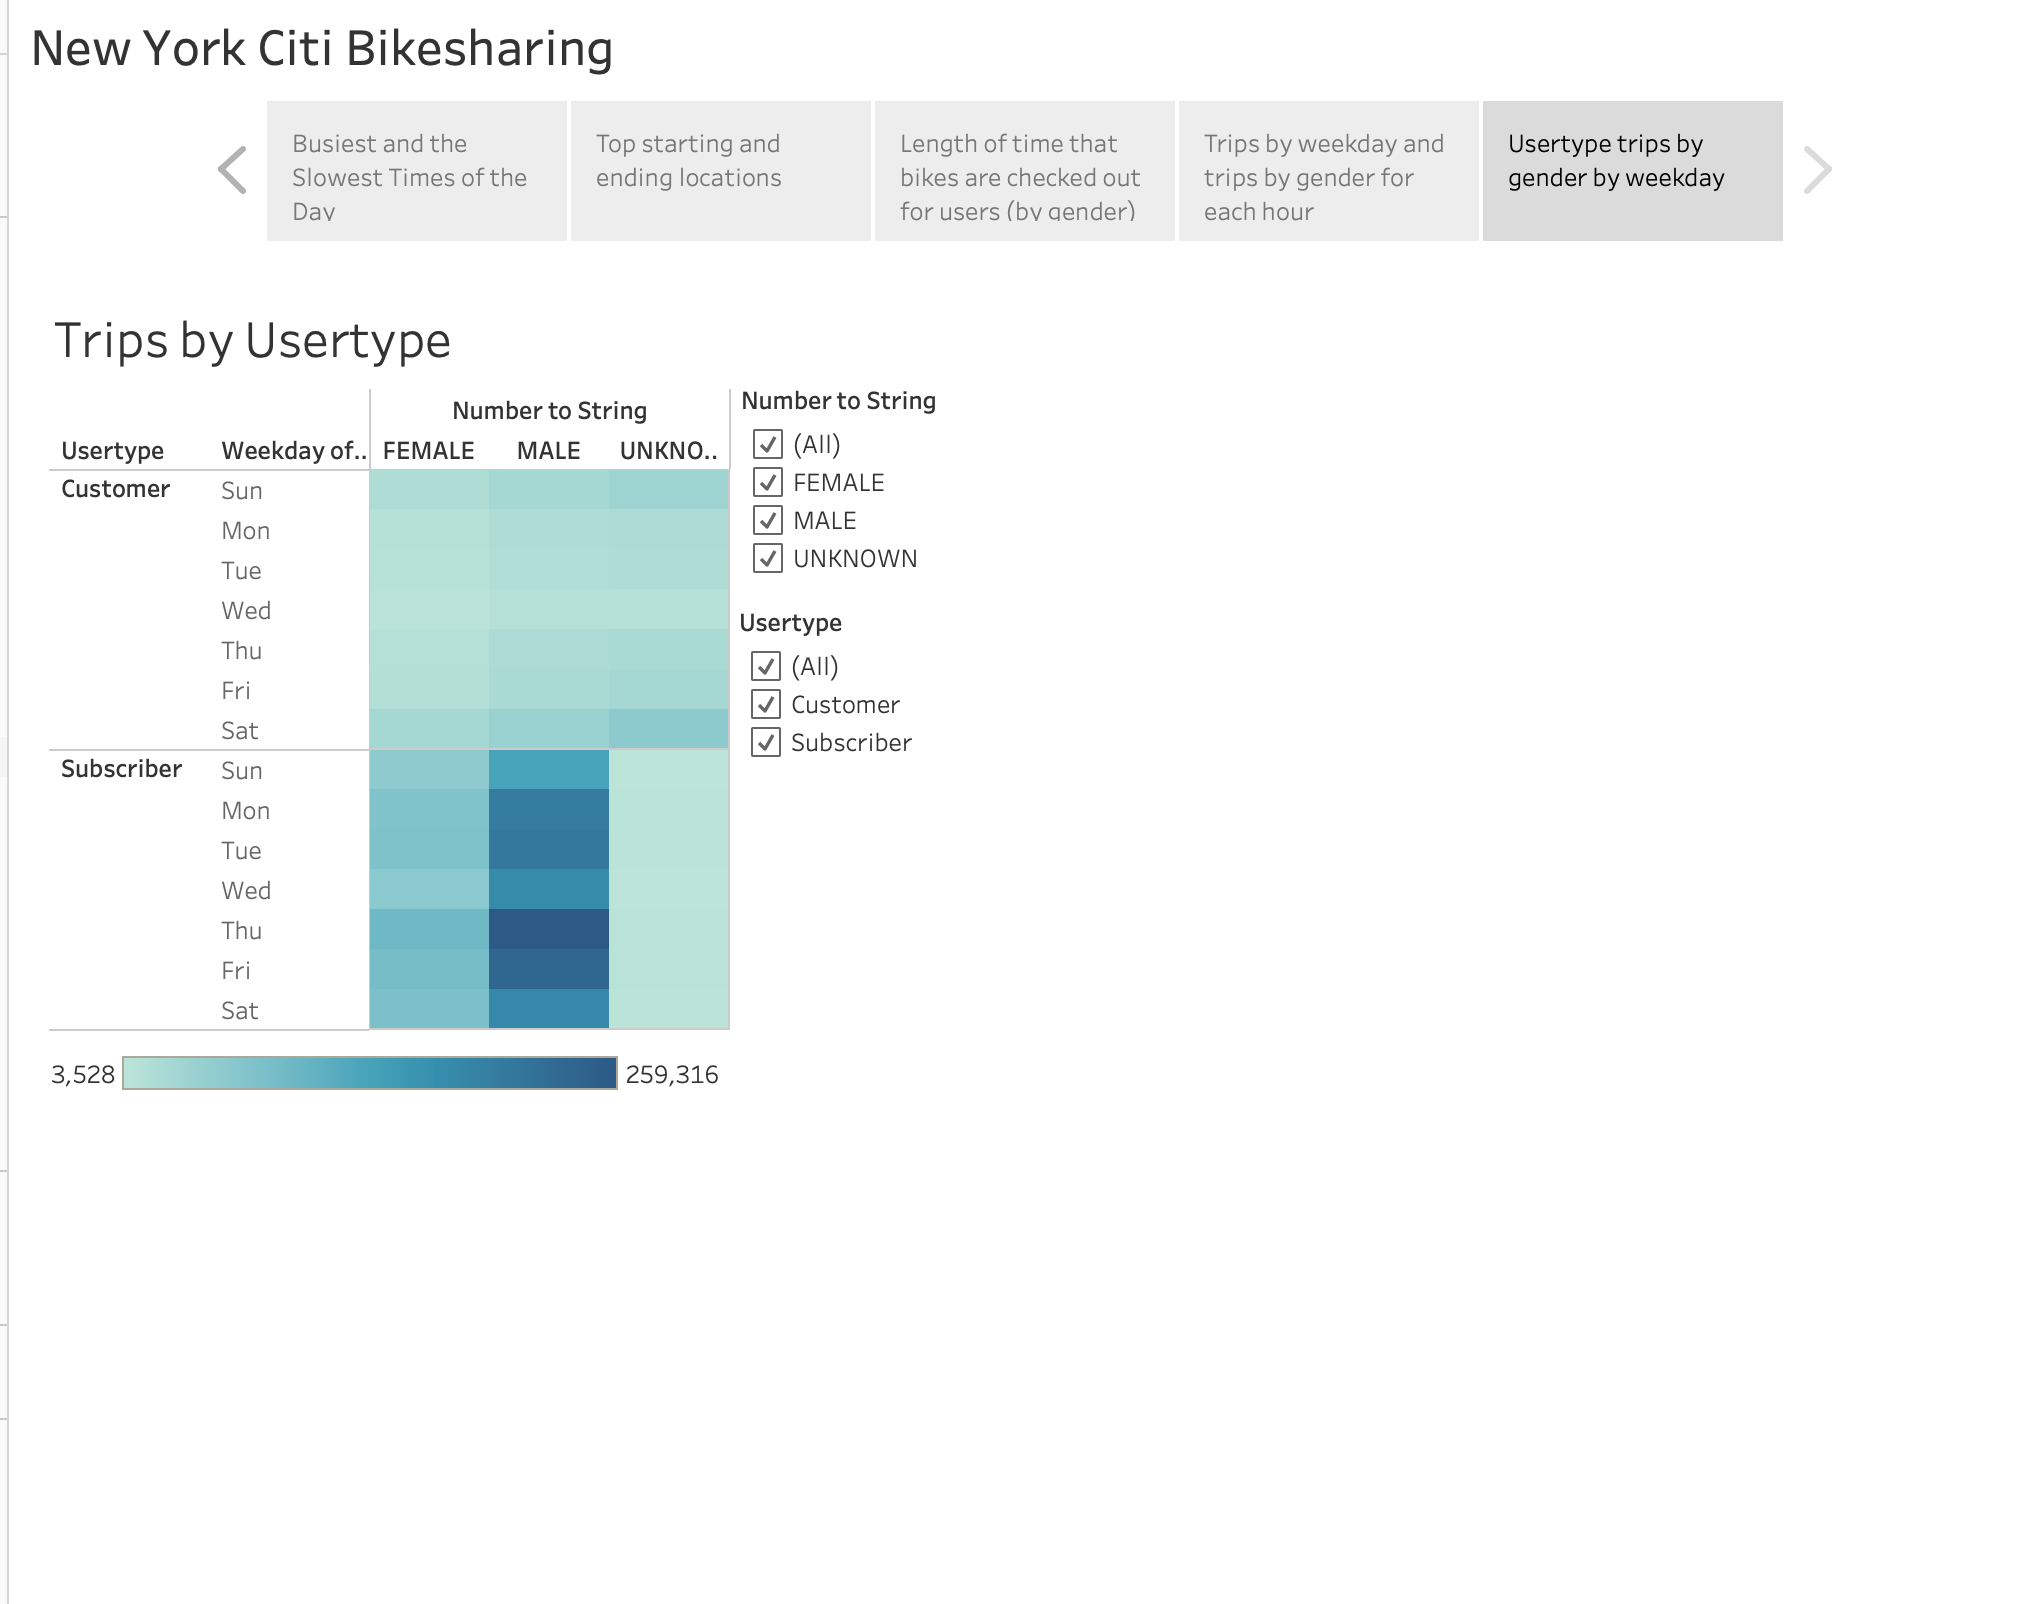 New York Citi Bikesharing
Busiest and the
Slowest Times of the
Day
Top starting and
ending locations
Length of time that
bikes are checked out
for users (by gender)
Trips by weekday and
trips by gender for
each hour
Usertype trips by
gender by weekday
Trips by Usertype
Number to String
Usertype Weekday of.. FEMALE MALE UNKNO..
Customer Sun
Mon
Tue
Wed
Thu
Fri
Sat
Subscriber Sun
Mon
Tue
Wed
Thu
Fri
Sat
3,528 259,316
Number to String
(All)
FEMALE
MALE
UNKNOWN
Usertype
(All)
Customer
Subscriber